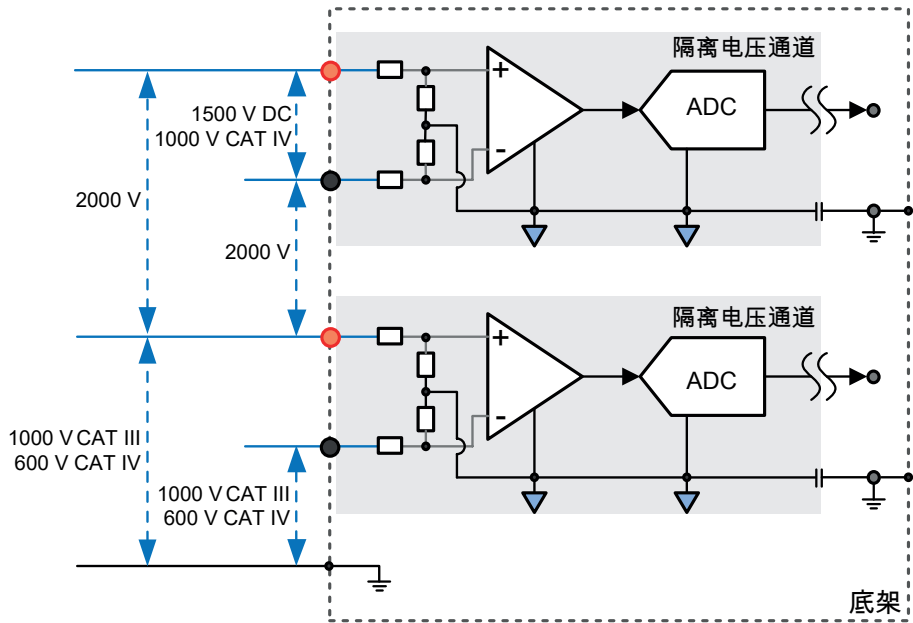 隔离电压通道
+
-
ADC
1500 V DC
1000 V CAT IV
2000 V
2000 V
隔离电压通道
+
-
ADC
1000 V CAT III
600 V CAT IV
1000 V CAT III
600 V CAT IV
底架